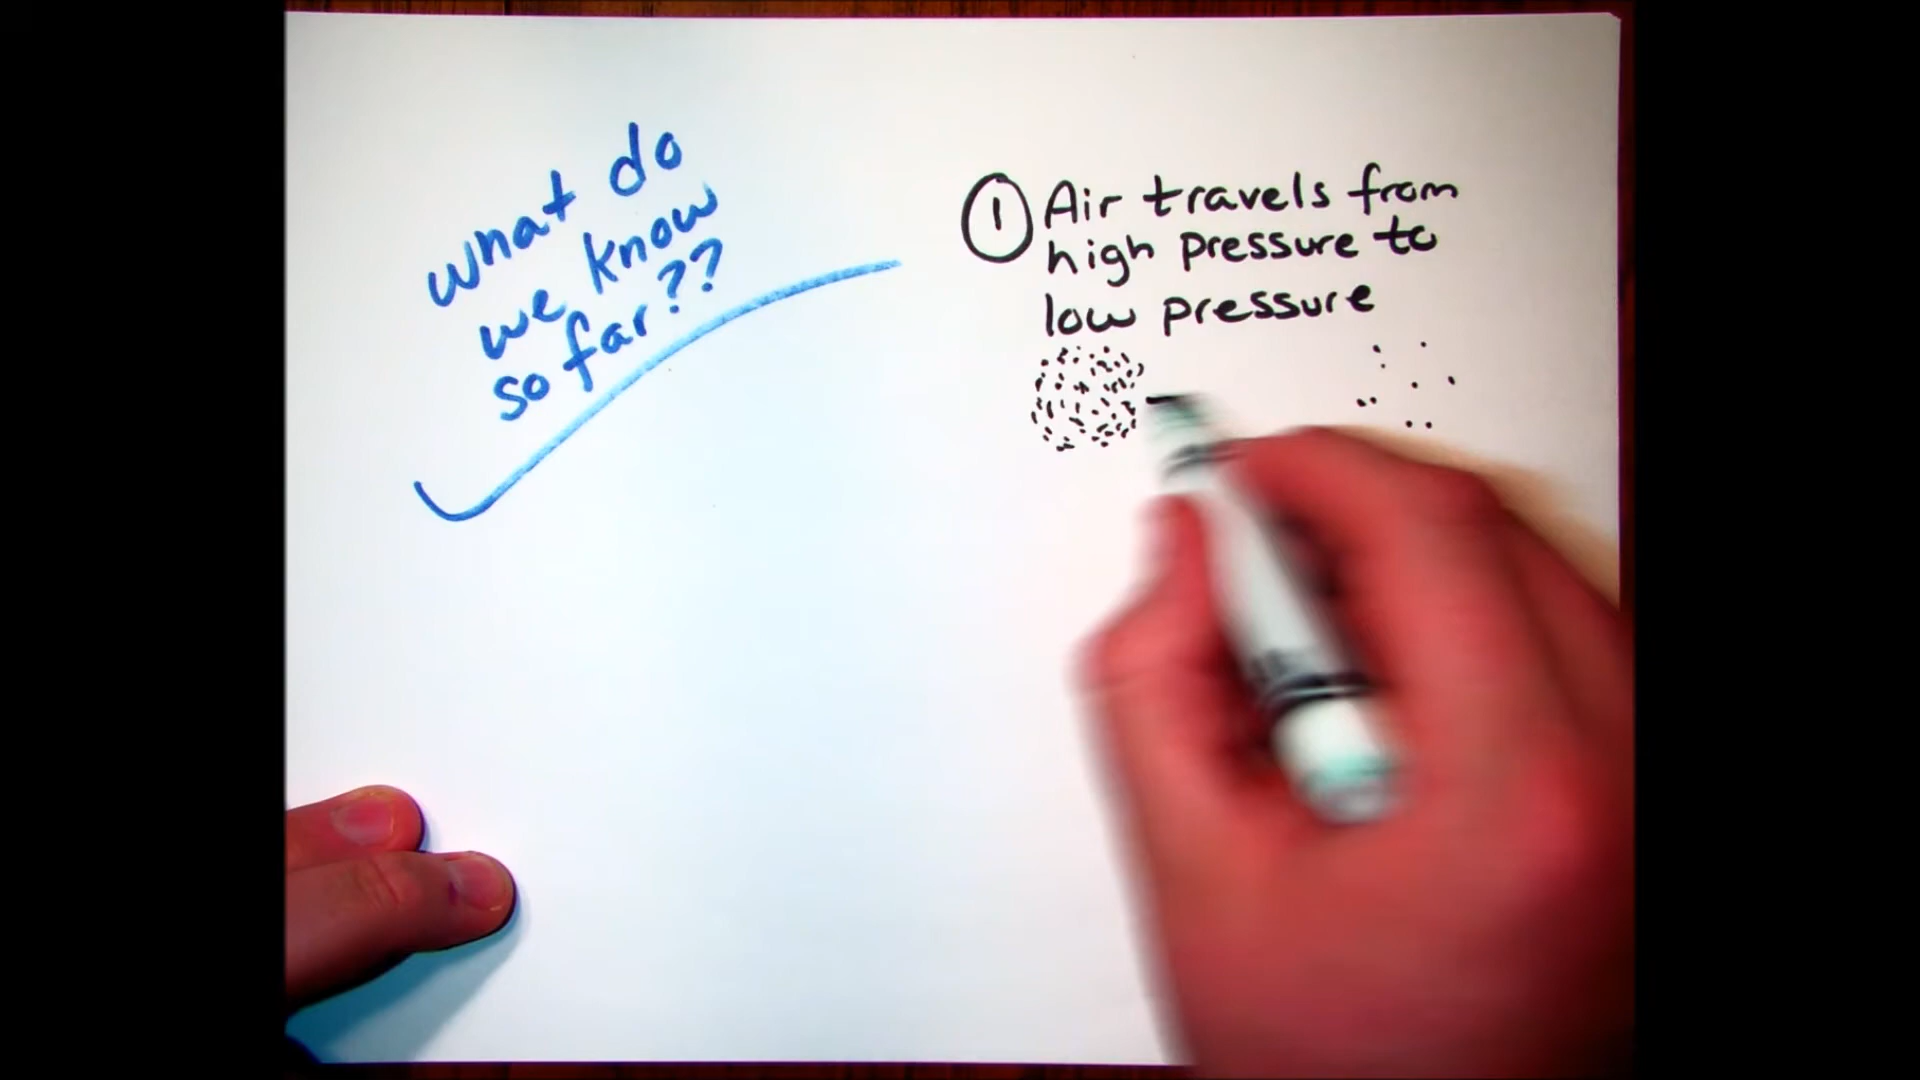 what do
we know
so far??
① Air travels from
high pressure to
low pressure